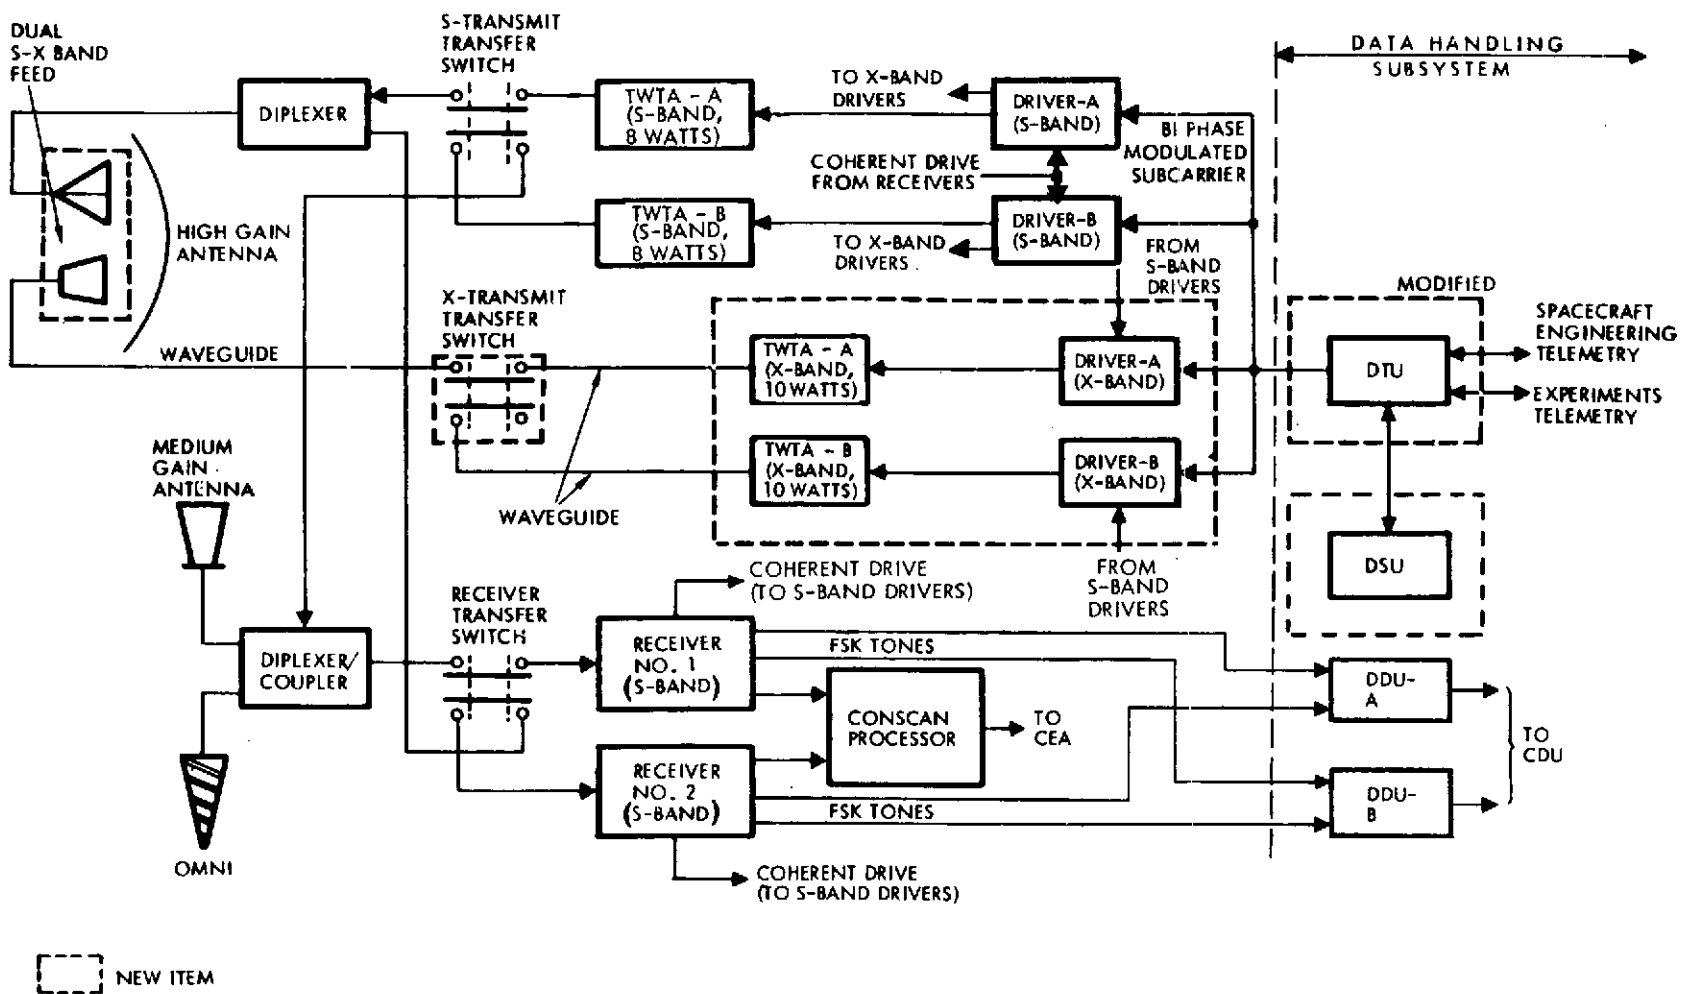 DUAL
S-X BAND
FEED
S-TRANSMIT
TRANSFER
SWITCH
DIPLEXER
TWTA - A
(S-BAND,
8 WATTS)
TO X-BAND
DRIVERS
DRIVER-A
(S-BAND)
DATA HANDLING
SUBSYSTEM
BI PHASE
MODULATED
SUBCARRIER
COHERENT DRIVE
FROM RECEIVERS
HIGH GAIN
ANTENNA
TWTA - B
(S-BAND,
8 WATTS)
DRIVER-B
(S-BAND)
TO X-BAND
DRIVERS
FROM
S-BAND
DRIVERS
MODIFIED
X-TRANSMIT
TRANSFER
SWITCH
WAVEGUIDE
TWTA - A
(X-BAND,
10 WATTS)
DRIVER-A
(X-BAND)
DTU
SPACECRAFT
ENGINEERING
TELEMETRY
EXPERIMENTS
TELEMETRY
MEDIUM
GAIN
ANTENNA
TWTA - B
(X-BAND,
10 WATTS)
DRIVER-B
(X-BAND)
WAVEGUIDE
DSU
COHERENT DRIVE
(TO S-BAND DRIVERS)
FROM
S-BAND
DRIVERS
RECEIVER
TRANSFER
SWITCH
DIPLEXER/
COUPLER
RECEIVER
NO. 1
(S-BAND)
FSK TONES
CONSCAN
PROCESSOR
TO
CEA
DDU-
A
TO
CDU
RECEIVER
NO. 2
(S-BAND)
FSK TONES
DDU-
B
OMNI
COHERENT DRIVE
(TO S-BAND DRIVERS)
NEW ITEM